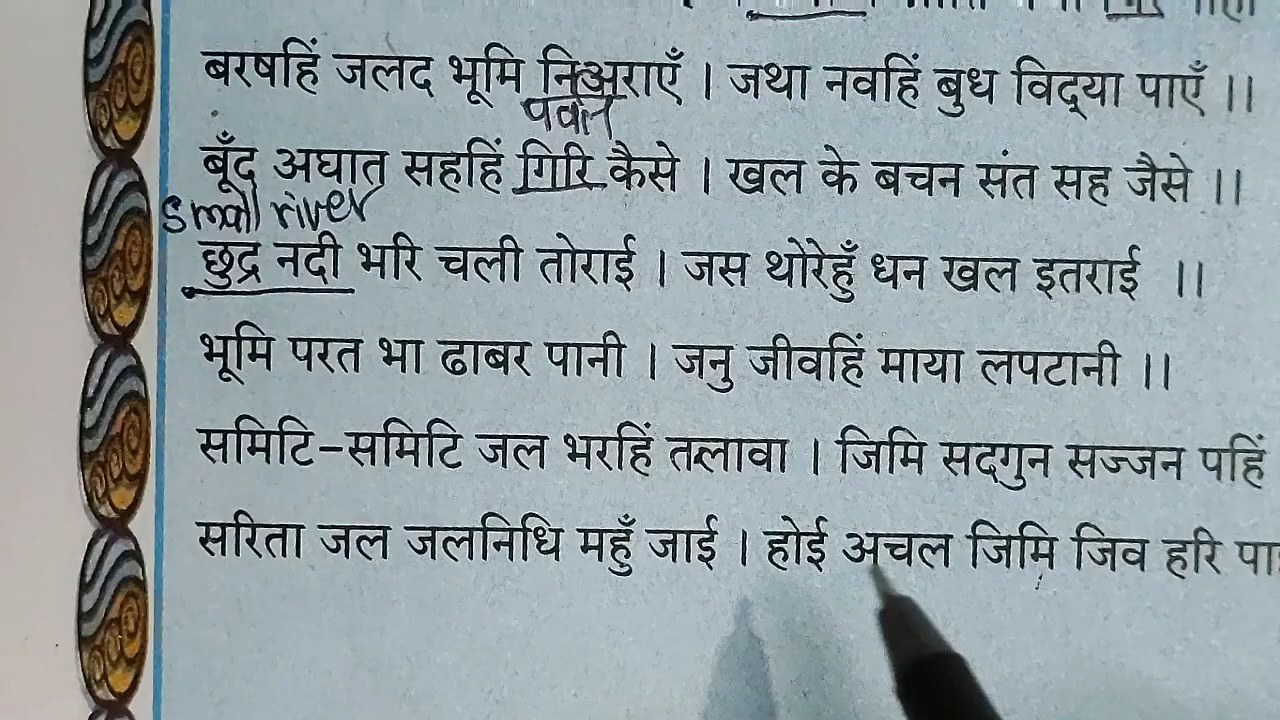 बरषहिं जलद भूमि निअराएँ । जथा नवहिं बुध विद्‌या पाएँ ।।
पर्वत
बूँद अघात सहहिं गिरि कैसे । खल के बचन संत सह जैसे ।।
small river
छुद्र नदी भरि चली तोराई । जस थोरेहुँ धन खल इतराई ।।
भूमि परत भा ढाबर पानी । जनु जीवहिं माया लपटानी ।।
समिटि-समिटि जल भरहिं तलावा । जिमि सद्‌गुन सज्जन पहिं
सरिता जल जलनिधि महुँ जाई । होई अचल जिमि जिव हरि